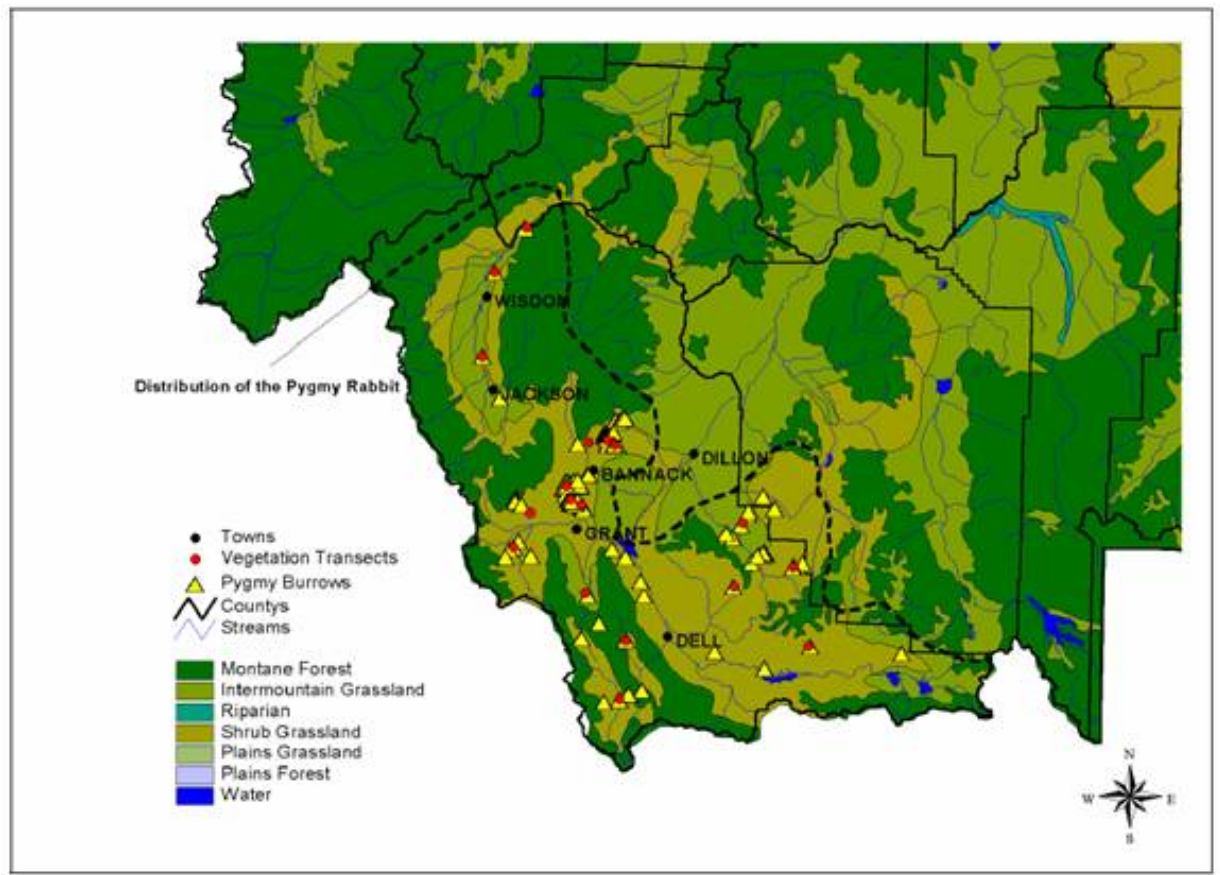 WISDOM
Distribution of the Pygmy Rabbit
JACKSON
DILLON
BANNACK
GRANT
DELL
Towns
Vegetation Transects
Pygmy Burrows
Countys
Streams
Montane Forest
Intermountain Grassland
Riparian
Shrub Grassland
Plains Grassland
Plains Forest
Water
N
W E
S